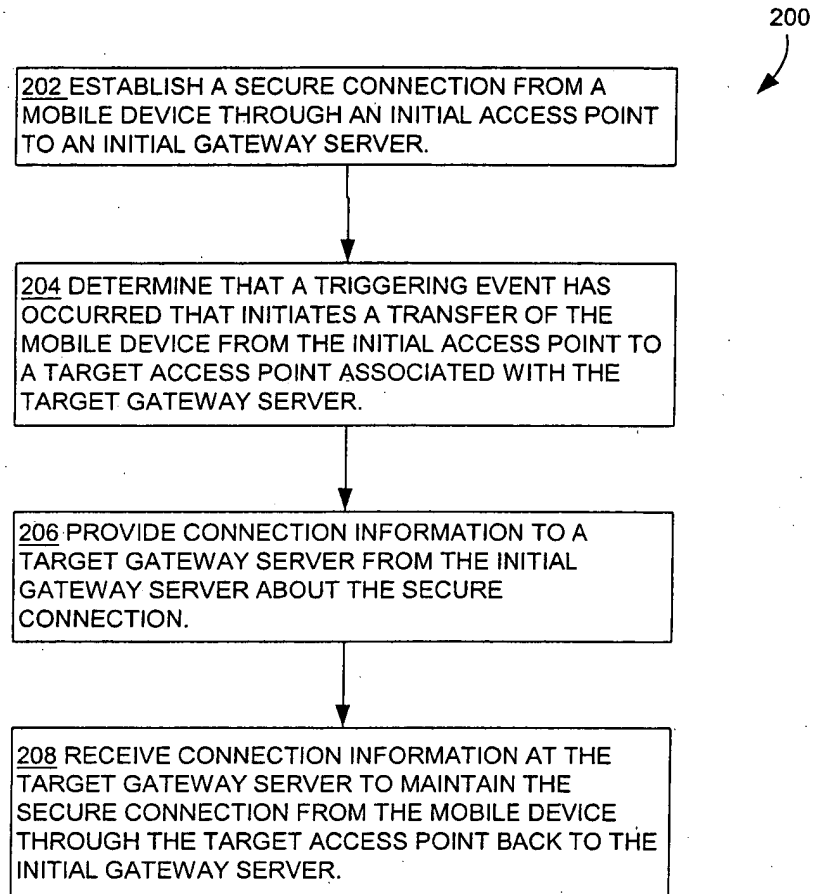 200
202 ESTABLISH A SECURE CONNECTION FROM A
MOBILE DEVICE THROUGH AN INITIAL ACCESS POINT
TO AN INITIAL GATEWAY SERVER.
204 DETERMINE THAT A TRIGGERING EVENT HAS
OCCURRED THAT INITIATES A TRANSFER OF THE
MOBILE DEVICE FROM THE INITIAL ACCESS POINT TO
A TARGET ACCESS POINT ASSOCIATED WITH THE
TARGET GATEWAY SERVER.
206 PROVIDE CONNECTION INFORMATION TO A
TARGET GATEWAY SERVER FROM THE INITIAL
GATEWAY SERVER ABOUT THE SECURE
CONNECTION.
208 RECEIVE CONNECTION INFORMATION AT THE
TARGET GATEWAY SERVER TO MAINTAIN THE
SECURE CONNECTION FROM THE MOBILE DEVICE
THROUGH THE TARGET ACCESS POINT BACK TO THE
INITIAL GATEWAY SERVER.